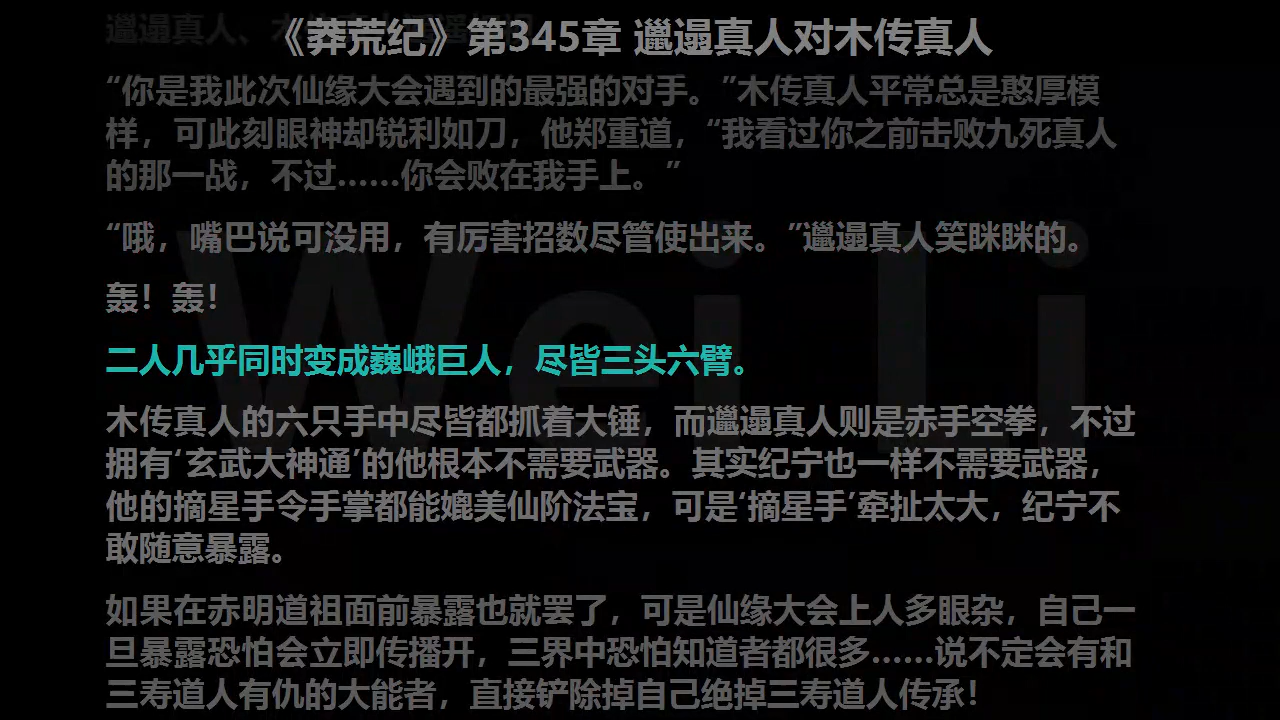 《莽荒纪》第345章 邋遢真人对木传真人
“你是我此次仙缘大会遇到的最强的对手。”木传真人平常总是憨厚模
样，可此刻眼神却锐利如刀，他郑重道，“我看过你之前击败九死真人
的那一战，不过……你会败在我手上。”
“哦，嘴巴说可没用，有厉害招数尽管使出来。”邋遢真人笑眯眯的。
轰！轰！
二人几乎同时变成巍峨巨人，尽皆三头六臂。
木传真人的六只手中尽皆都抓着大锤，而邋遢真人则是赤手空拳，不过
拥有‘玄武大神通’的他根本不需要武器。其实纪宁也一样不需要武器，
他的摘星手令手掌都能媲美仙阶法宝，可是‘摘星手’牵扯太大，纪宁不
敢随意暴露。
如果在赤明道祖面前暴露也就罢了，可是仙缘大会上人多眼杂，自己一
旦暴露恐怕会立即传播开，三界中恐怕知道者都很多……说不定会有和
三寿道人有仇的大能者，直接铲除掉自己绝掉三寿道人传承！
Wei Li